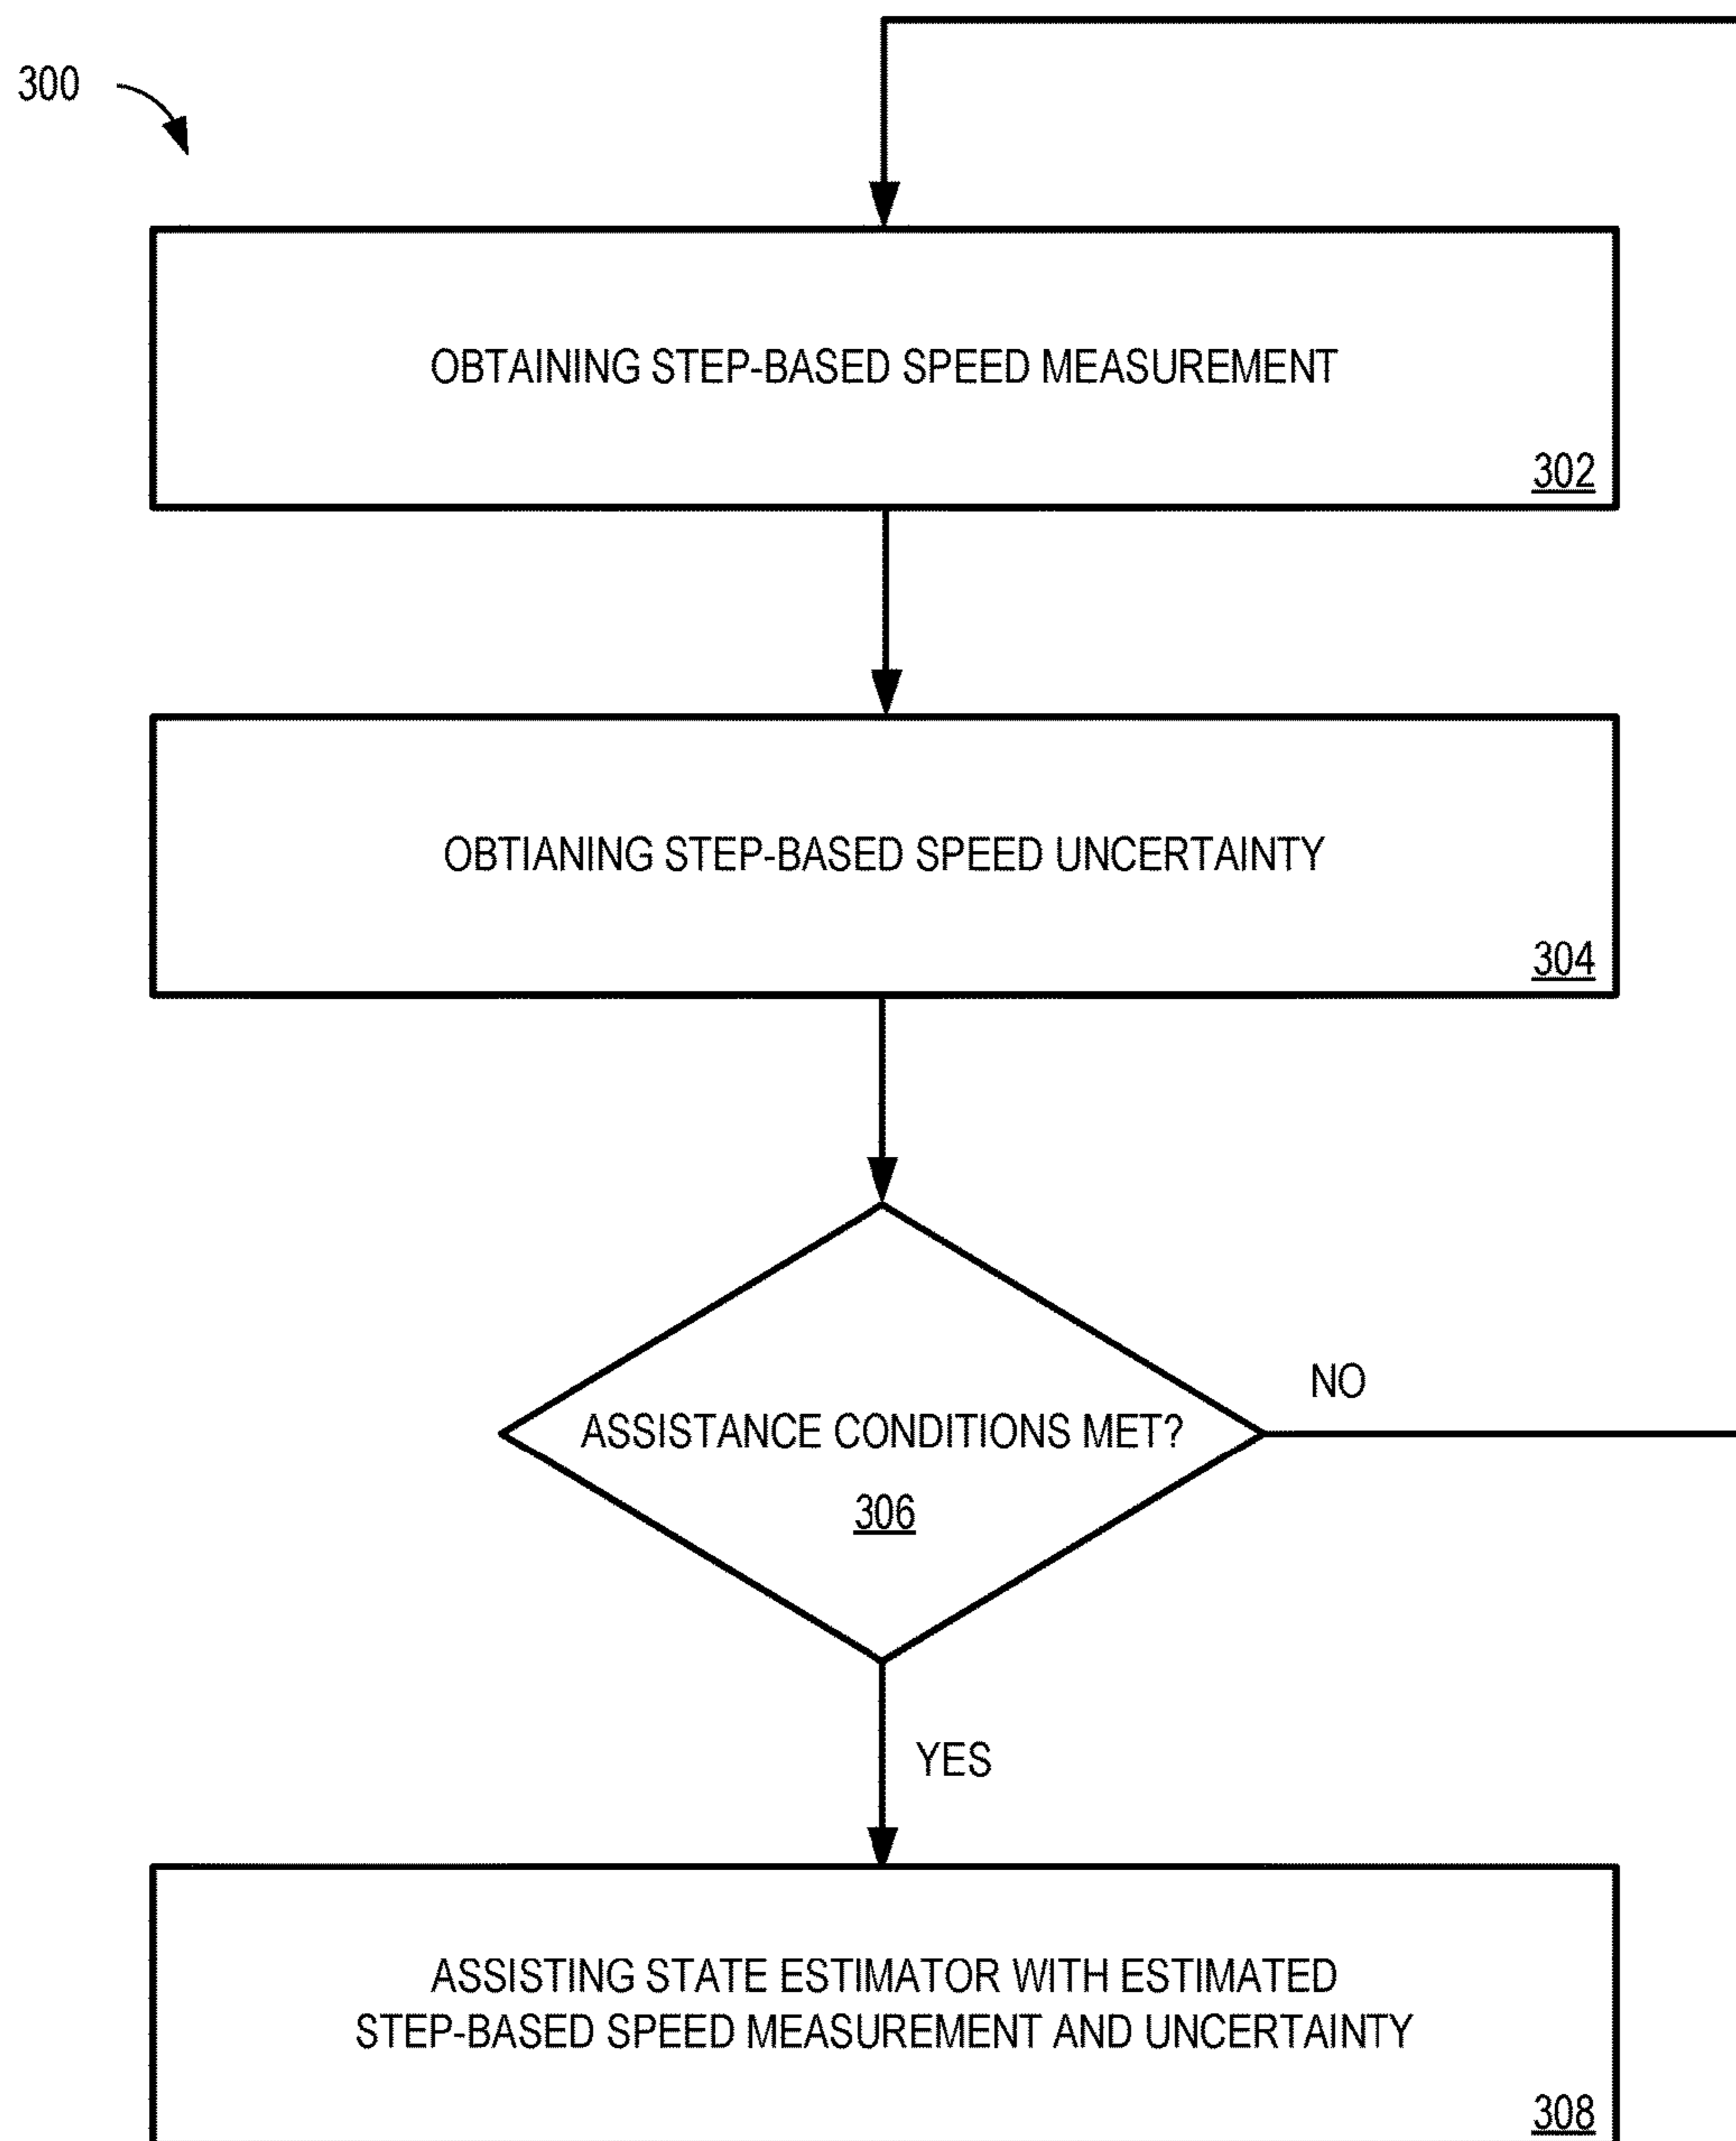 300
OBTAINING STEP-BASED SPEED MEASUREMENT
302
OBTIANING STEP-BASED SPEED UNCERTAINTY
304
ASSISTANCE CONDITIONS MET?
306
NO
YES
ASSISTING STATE ESTIMATOR WITH ESTIMATED
STEP-BASED SPEED MEASUREMENT AND UNCERTAINTY
308